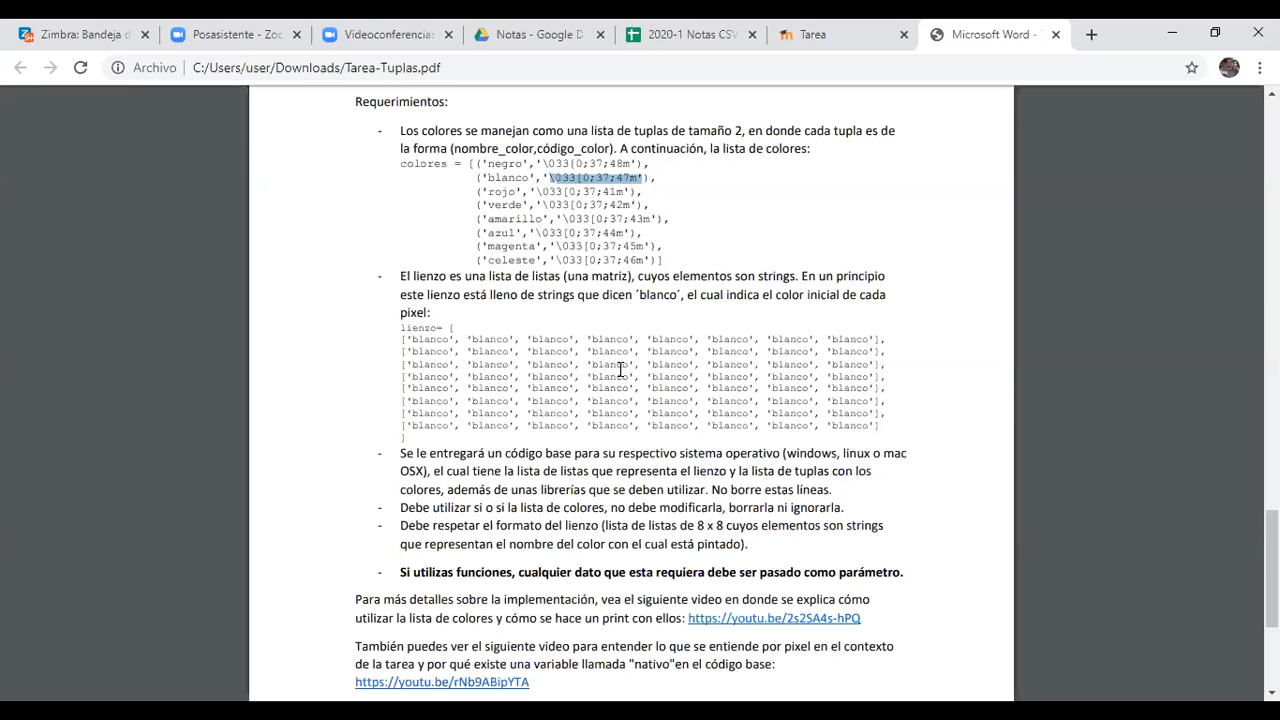 Zimbra: Bandeja d
Posasistente - Zoo
Videoconferencias
Notas - Google D
2020-1 Notas CSV
Tarea
Microsoft Word -
Archivo
C:/Users/user/Downloads/Tarea-Tuplas.pdf
Requerimientos:
- Los colores se manejan como una lista de tuplas de tamaño 2, en donde cada tupla es de
la forma (nombre_color,código_color). A continuación, la lista de colores:
colores = [('negro','\033[0;37;48m'),
('blanco','\033[0;37;47m'),
('rojo','\033[0;37;41m'),
('verde','\033[0;37;42m'),
('amarillo','\033[0;37;43m'),
('azul','\033[0;37;44m'),
('magenta','\033[0;37;45m'),
('celeste','\033[0;37;46m')]
- El lienzo es una lista de listas (una matriz), cuyos elementos son strings. En un principio
este lienzo está lleno de strings que dicen ´blanco´, el cual indica el color inicial de cada
pixel:
lienzo= [
['blanco', 'blanco', 'blanco', 'blanco', 'blanco', 'blanco', 'blanco', 'blanco'],
['blanco', 'blanco', 'blanco', 'blanco', 'blanco', 'blanco', 'blanco', 'blanco'],
['blanco', 'blanco', 'blanco', 'blanco', 'blanco', 'blanco', 'blanco', 'blanco'],
['blanco', 'blanco', 'blanco', 'blanco', 'blanco', 'blanco', 'blanco', 'blanco'],
['blanco', 'blanco', 'blanco', 'blanco', 'blanco', 'blanco', 'blanco', 'blanco'],
['blanco', 'blanco', 'blanco', 'blanco', 'blanco', 'blanco', 'blanco', 'blanco'],
['blanco', 'blanco', 'blanco', 'blanco', 'blanco', 'blanco', 'blanco', 'blanco'],
['blanco', 'blanco', 'blanco', 'blanco', 'blanco', 'blanco', 'blanco', 'blanco']
]
- Se le entregará un código base para su respectivo sistema operativo (windows, linux o mac
OSX), el cual tiene la lista de listas que representa el lienzo y la lista de tuplas con los
colores, además de unas librerías que se deben utilizar. No borre estas líneas.
- Debe utilizar si o si la lista de colores, no debe modificarla, borrarla ni ignorarla.
- Debe respetar el formato del lienzo (lista de listas de 8 x 8 cuyos elementos son strings
que representan el nombre del color con el cual está pintado).
- Si utilizas funciones, cualquier dato que esta requiera debe ser pasado como parámetro.
Para más detalles sobre la implementación, vea el siguiente video en donde se explica cómo
utilizar la lista de colores y cómo se hace un print con ellos: https://youtu.be/2s2SA4s-hPQ
También puedes ver el siguiente video para entender lo que se entiende por pixel en el contexto
de la tarea y por qué existe una variable llamada "nativo"en el código base:
https://youtu.be/rNb9ABipYTA